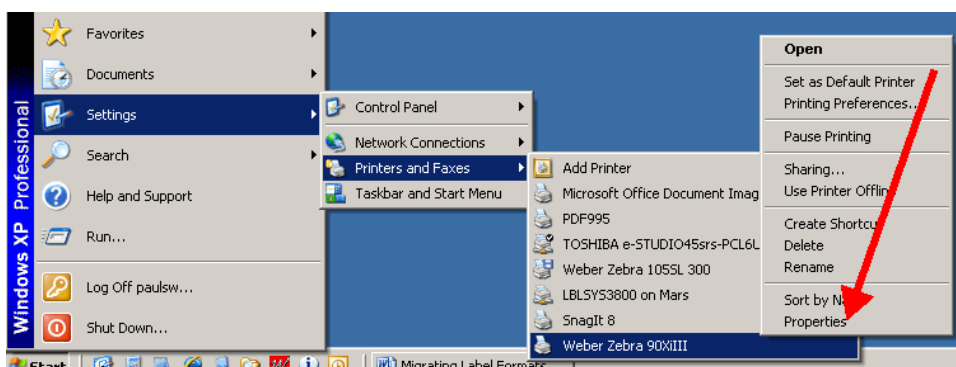 Windows XP Professional
Favorites
Documents
Settings
Search
Help and Support
Run...
Log Off paulsw...
Shut Down...
Control Panel
Network Connections
Printers and Faxes
Taskbar and Start Menu
Add Printer
Microsoft Office Document Imag
PDF995
TOSHIBA e-STUDIO45srs-PCL6L
Weber Zebra 105SL 300
LBLSYS3800 on Mars
SnagIt 8
Weber Zebra 90XiIII
Open
Set as Default Printer
Printing Preferences...
Pause Printing
Sharing...
Use Printer Offlin
Create Shortcu
Delete
Rename
Sort by N
Properties
Start
Migrating Label Formats